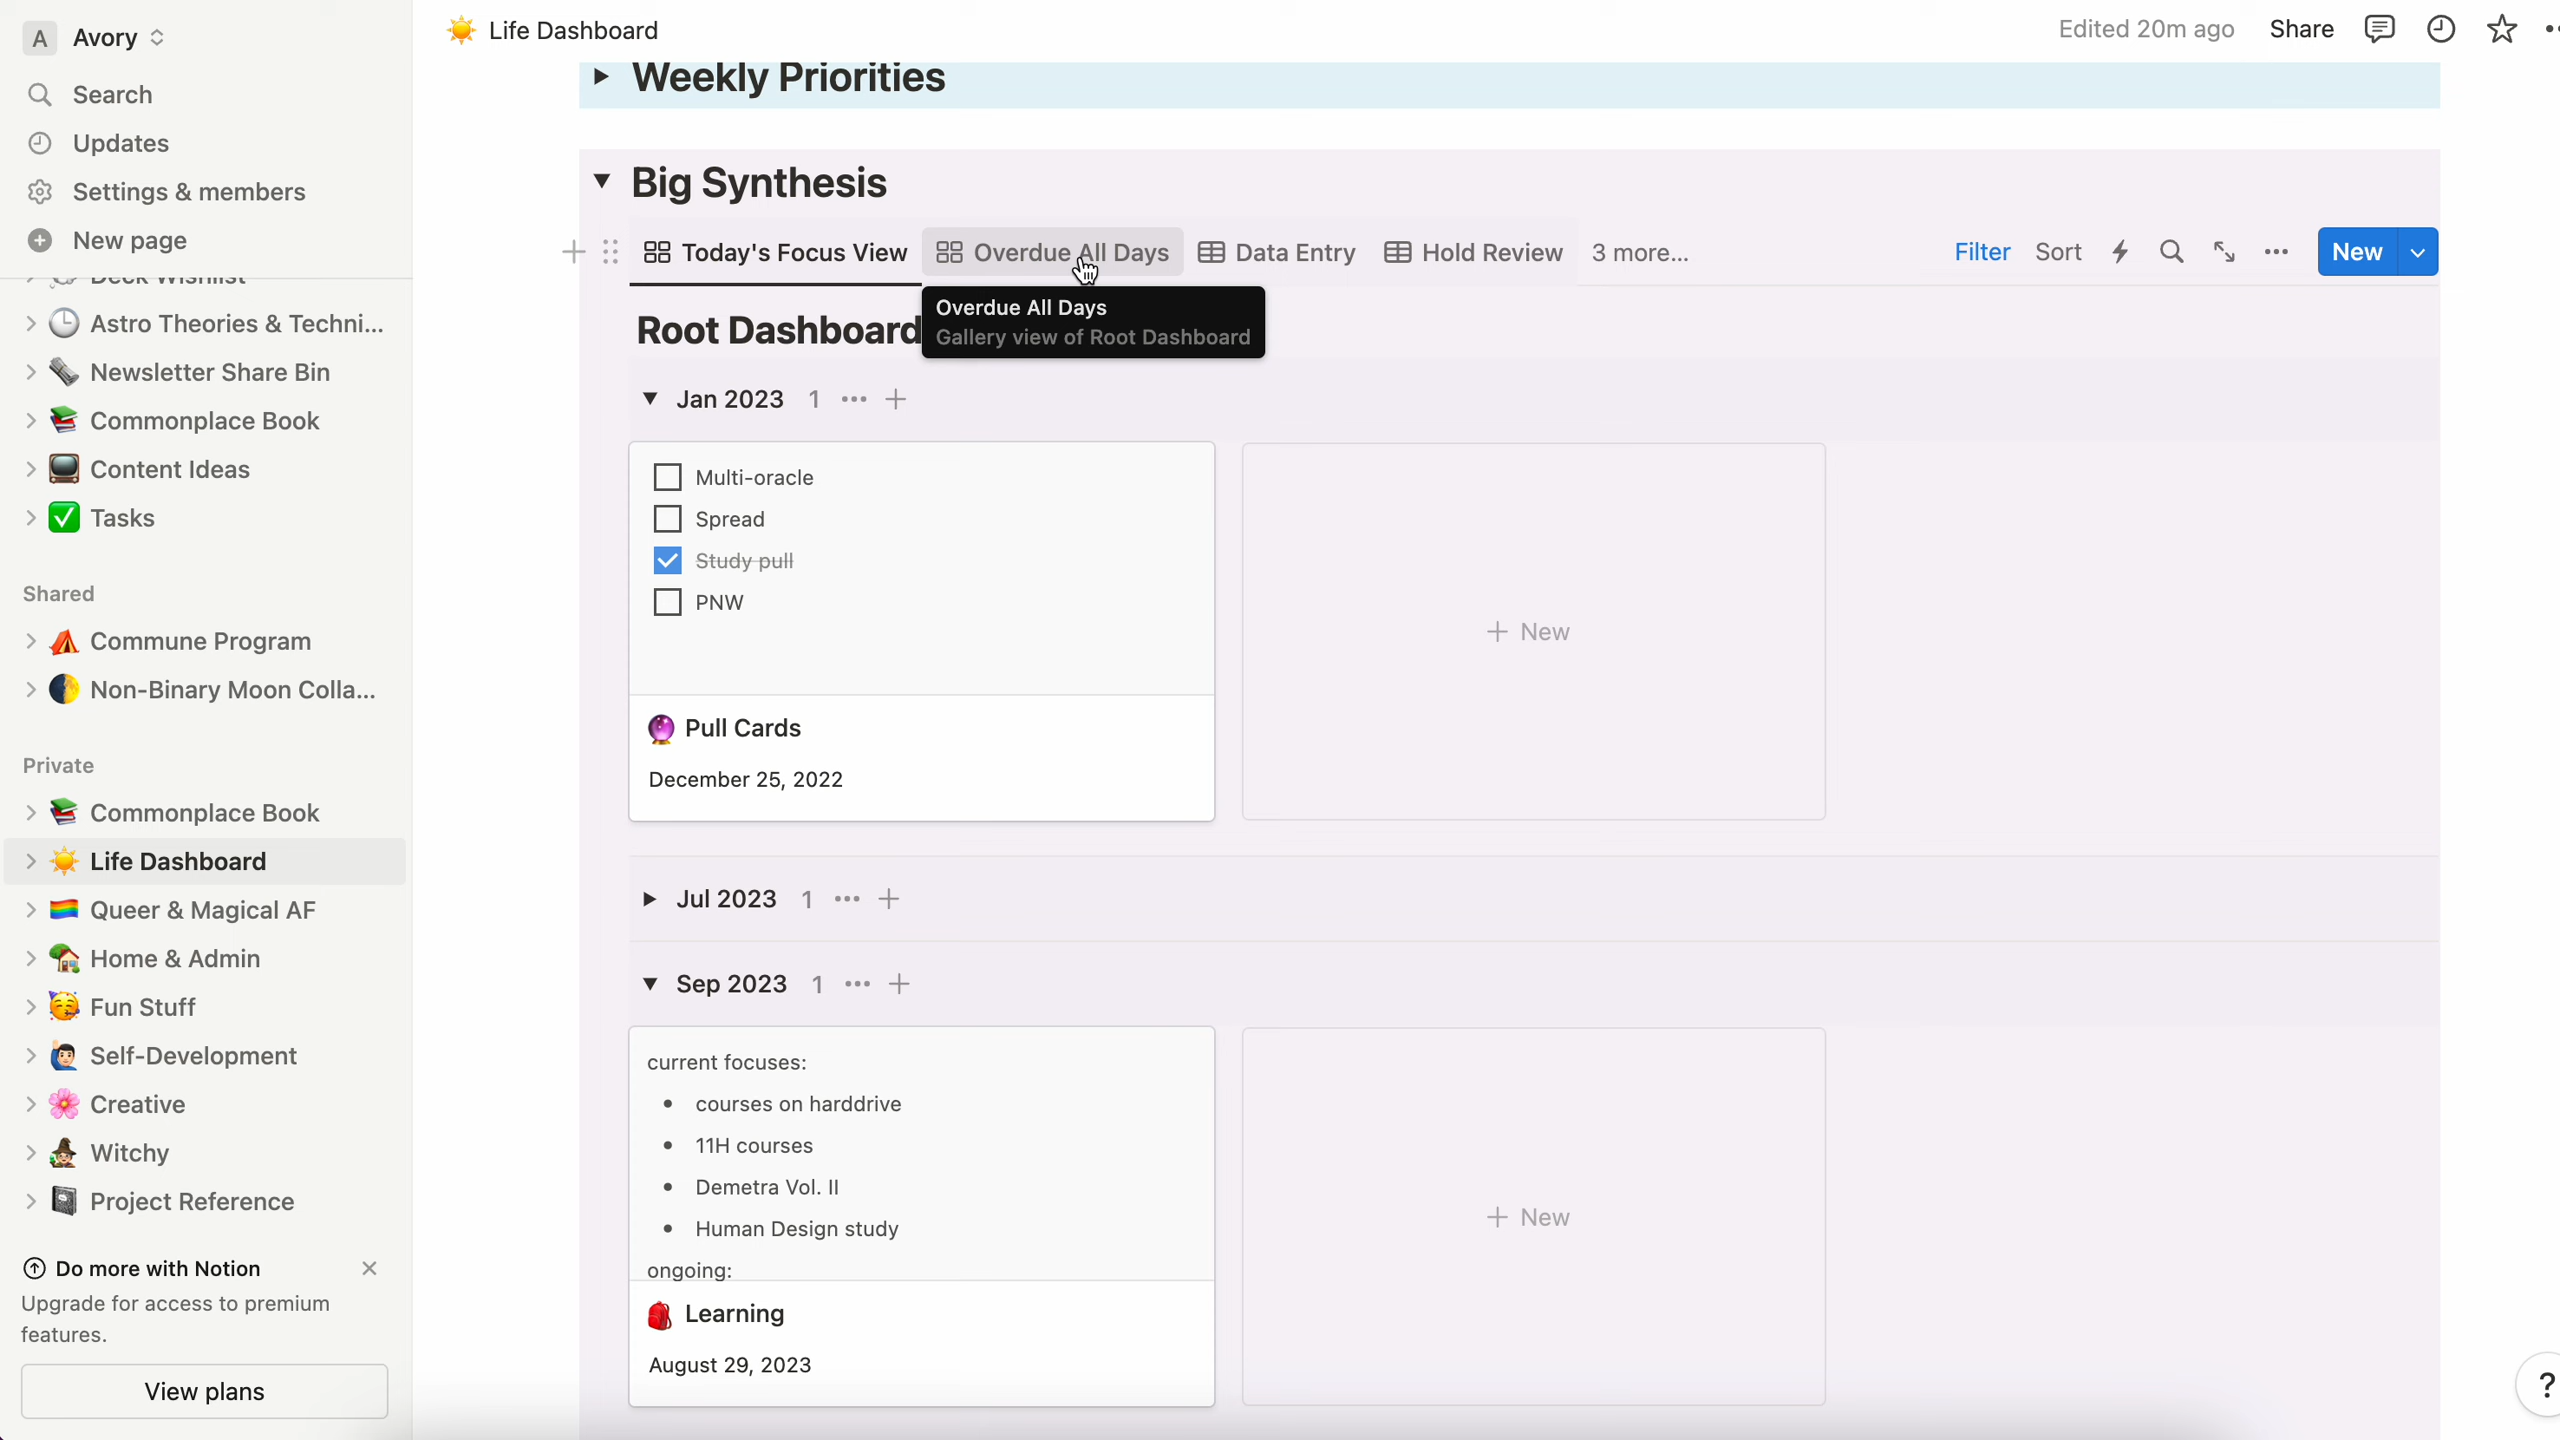 A Avory
Search
Updates
Settings & members
New page
Deck Wishlist
Astro Theories & Techni...
Newsletter Share Bin
Commonplace Book
Content Ideas
Tasks
Shared
Commune Program
Non-Binary Moon Colla...
Private
Commonplace Book
Life Dashboard
Queer & Magical AF
Home & Admin
Fun Stuff
Self-Development
Creative
Witchy
Project Reference
Do more with Notion
Upgrade for access to premium
features.
View plans
Life Dashboard
Edited 20m ago Share
Weekly Priorities
Big Synthesis
Today's Focus View Overdue All Days Data Entry Hold Review 3 more... Filter Sort New
Overdue All Days
Gallery view of Root Dashboard
Root Dashboard
Jan 2023 1
Multi-oracle
Spread
Study pull
PNW
+ New
Pull Cards
December 25, 2022
Jul 2023 1
Sep 2023 1
current focuses:
• courses on harddrive
• 11H courses
• Demetra Vol. II
• Human Design study
ongoing:
+ New
Learning
August 29, 2023
?